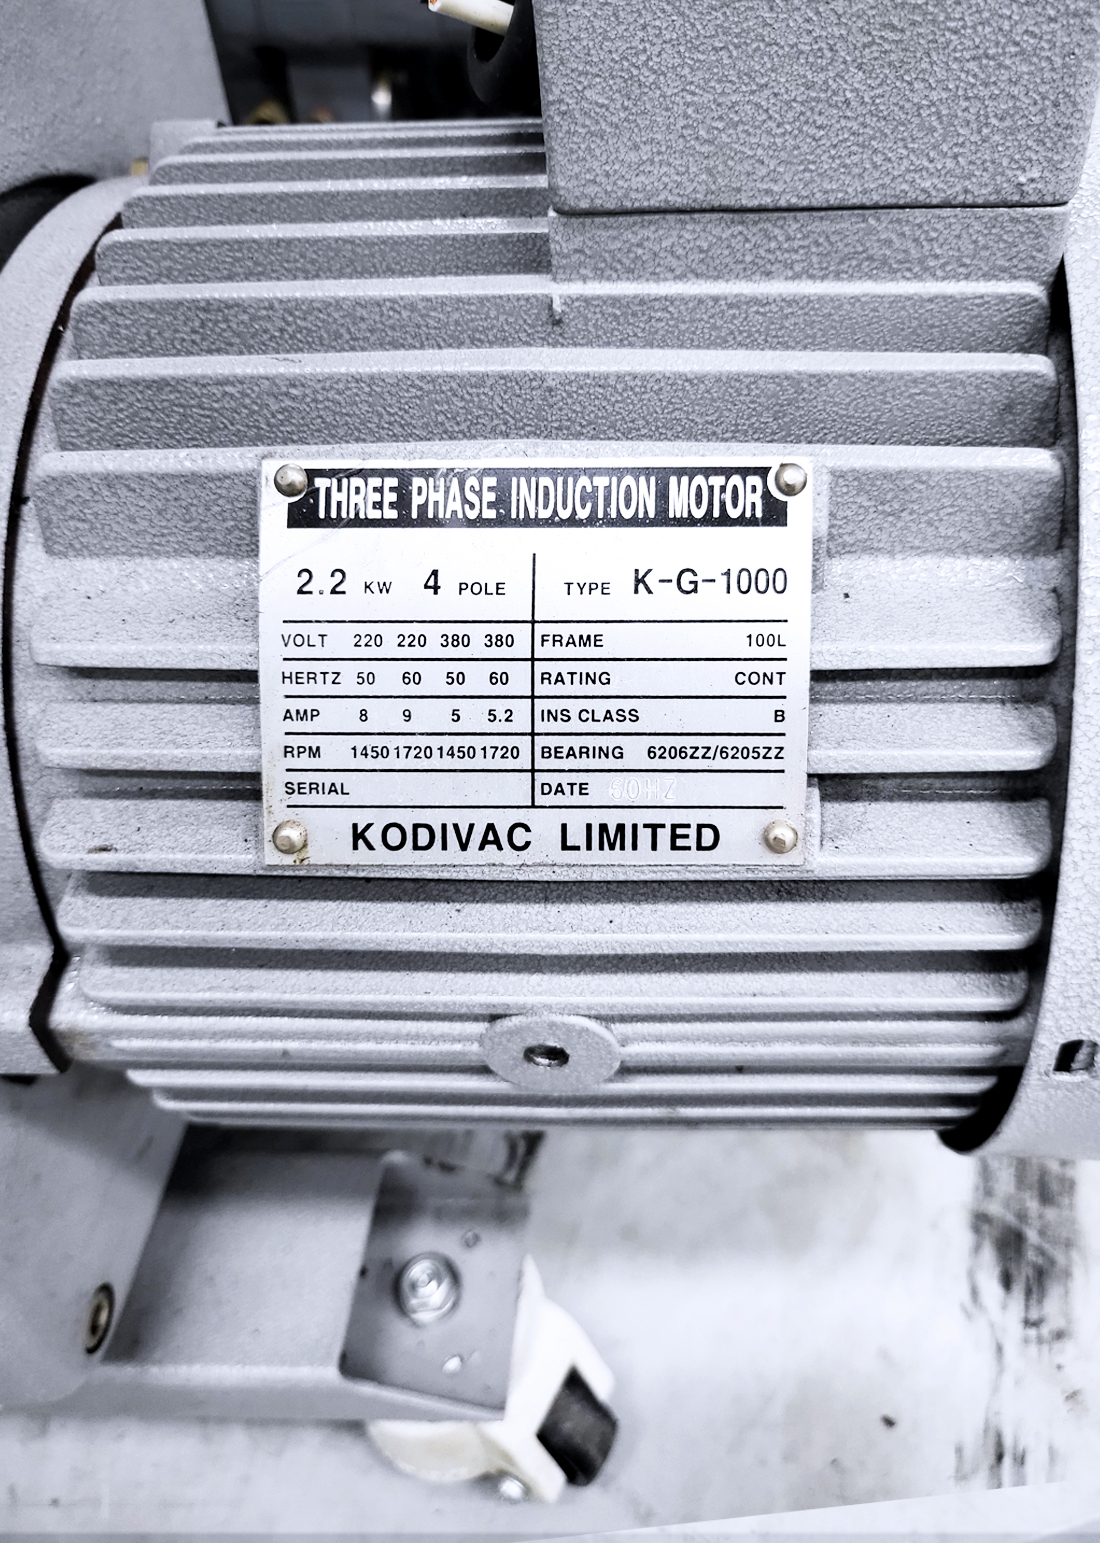 THREE PHASE INDUCTION MOTOR
2.2 KW 4 POLE TYPE K-G-1000
VOLT 220 220 380 380 FRAME 100L
HERTZ 50 60 50 60 RATING CONT
AMP 8 9 5 5.2 INS CLASS B
RPM 1450 1720 1450 1720 BEARING 6206ZZ/6205ZZ
SERIAL DATE 60HZ
KODIVAC LIMITED